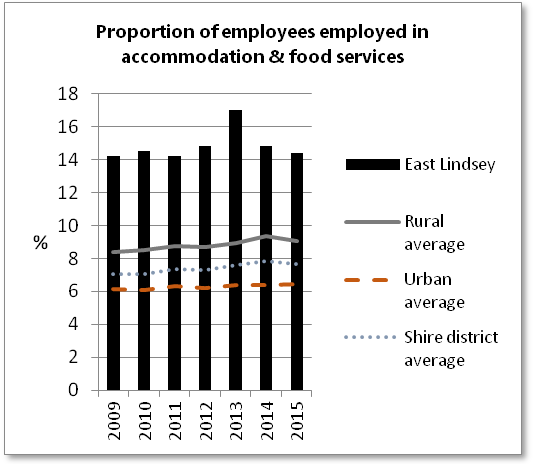 Proportion of employees employed in
accommodation & food services
18
16
14
12
10
8
6
4
2
0
%
2009
2010
2011
2012
2013
2014
2015
East Lindsey
Rural
average
Urban
average
Shire district
average